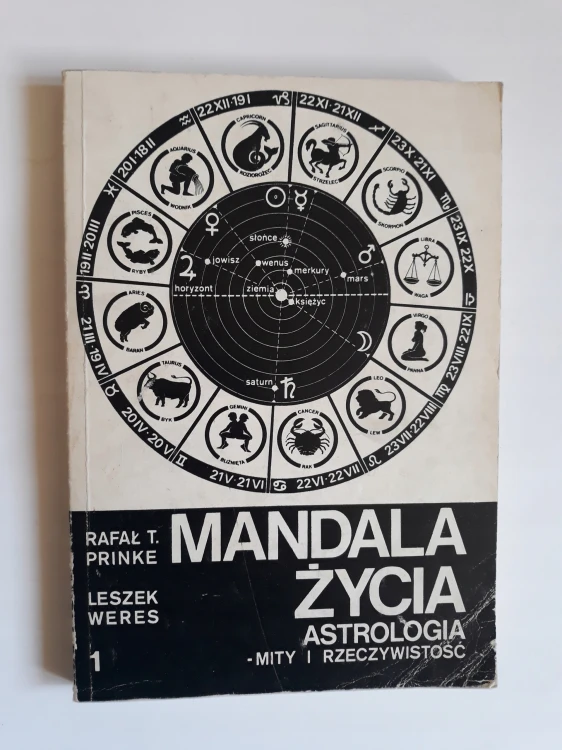 22 XII·19 I
22 XI·21 XII
23 X·21 XI
23 IX·22 X
23 VIII·22 IX
23 VII·22 VIII
22 VI·22 VII
21 V·21 VI
20 IV·20 V
21 III·19 IV
19 II·20 III
20 I·18 II
CAPRICORN
KOZIOROŻEC
SAGITTARIUS
STRZELEC
SCORPIO
SKORPION
LIBRA
WAGA
VIRGO
PANNA
LEO
LEW
CANCER
RAK
GEMINI
BLIŹNIĘTA
TAURUS
BYK
ARIES
BARAN
PISCES
RYBY
AQUARIUS
WODNIK
słońce
jowisz
wenus
merkury
mars
horyzont
ziemia
księżyc
saturn
RAFAŁ T.
PRINKE
LESZEK
WERES
1
MANDALA
ŻYCIA
ASTROLOGIA
-MITY I RZECZYWISTOŚĆ